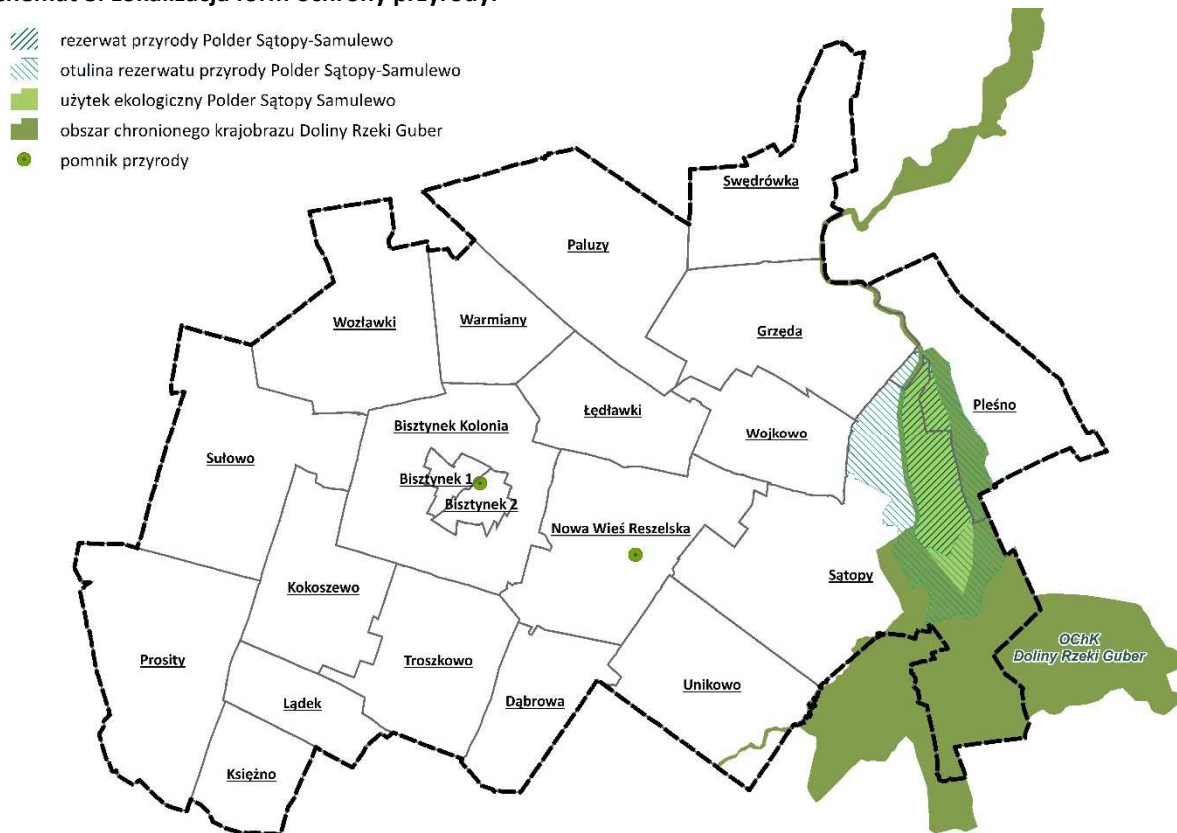 rezerwat przyrody Polder Sątopy-Samulewo
otulina rezerwatu przyrody Polder Sątopy-Samulewo
użytek ekologiczny Polder Sątopy Samulewo
obszar chronionego krajobrazu Doliny Rzeki Guber
pomnik przyrody
Swędrówka
Paluzy
Wozławki
Warmiany
Grzęda
Pleśno
Łędławki
Bisztynek Kolonia
Wojkowo
Sułowo
Bisztynek 1
Bisztynek 2
Nowa Wieś Reszelska
Sątopy
Kokoszewo
OChK
Doliny Rzeki Guber
Prosity
Troszkowo
Unikowo
Lądek
Dąbrowa
Księżno